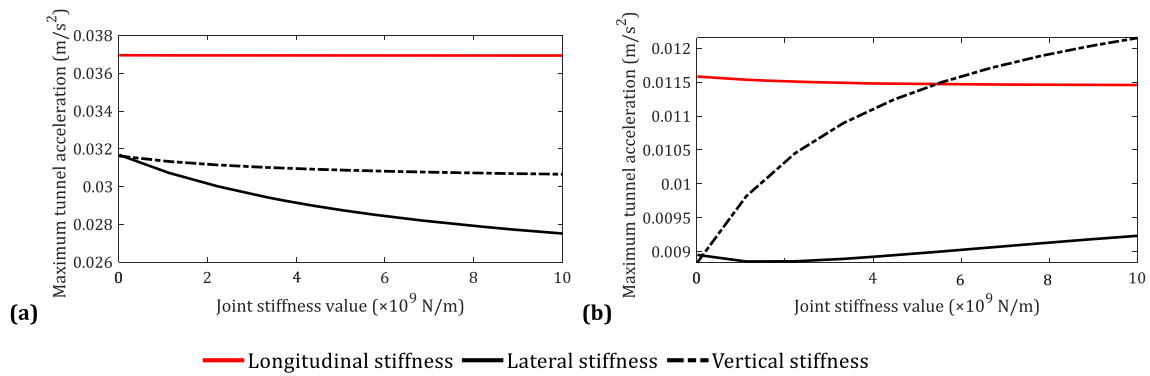 Maximum tunnel acceleration (m/s²)
0.038
0.036
0.034
0.032
0.03
0.028
0.026
0 2 4 6 8 10
Joint stiffness value (×10⁹ N/m)
(a)
Maximum tunnel acceleration (m/s²)
0.012
0.0115
0.011
0.0105
0.01
0.0095
0.009
0 2 4 6 8 10
Joint stiffness value (×10⁹ N/m)
(b)
Longitudinal stiffness Lateral stiffness Vertical stiffness